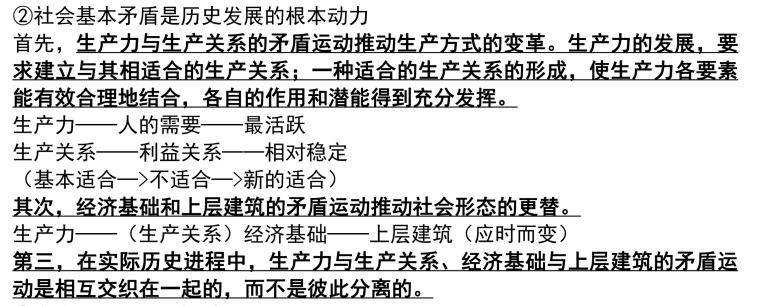 ②社会基本矛盾是历史发展的根本动力
首先，生产力与生产关系的矛盾运动推动生产方式的变革。生产力的发展，要
求建立与其相适合的生产关系；一种适合的生产关系的形成，使生产力各要素
能有效合理地结合，各自的作用和潜能得到充分发挥。
生产力——人的需要——最活跃
生产关系——利益关系——相对稳定
（基本适合—>不适合—>新的适合）
其次，经济基础和上层建筑的矛盾运动推动社会形态的更替。
生产力——（生产关系）经济基础——上层建筑（应时而变）
第三，在实际历史进程中，生产力与生产关系、经济基础与上层建筑的矛盾运
动是相互交织在一起的，而不是彼此分离的。